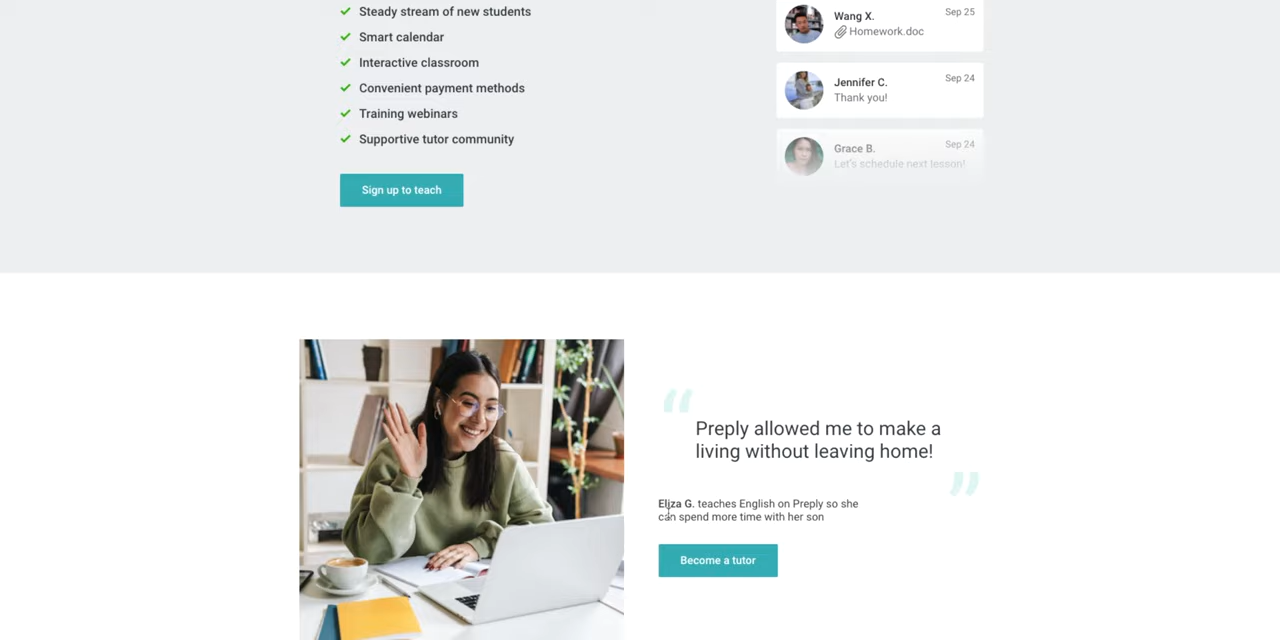 Steady stream of new students
Smart calendar
Interactive classroom
Convenient payment methods
Training webinars
Supportive tutor community
Sign up to teach
Wang X.
Sep 25
Homework.doc
Jennifer C.
Sep 24
Thank you!
Grace B.
Sep 24
Let's schedule next lesson!
“
Preply allowed me to make a
living without leaving home!
”
Eliza G. teaches English on Preply so she
can spend more time with her son
Become a tutor